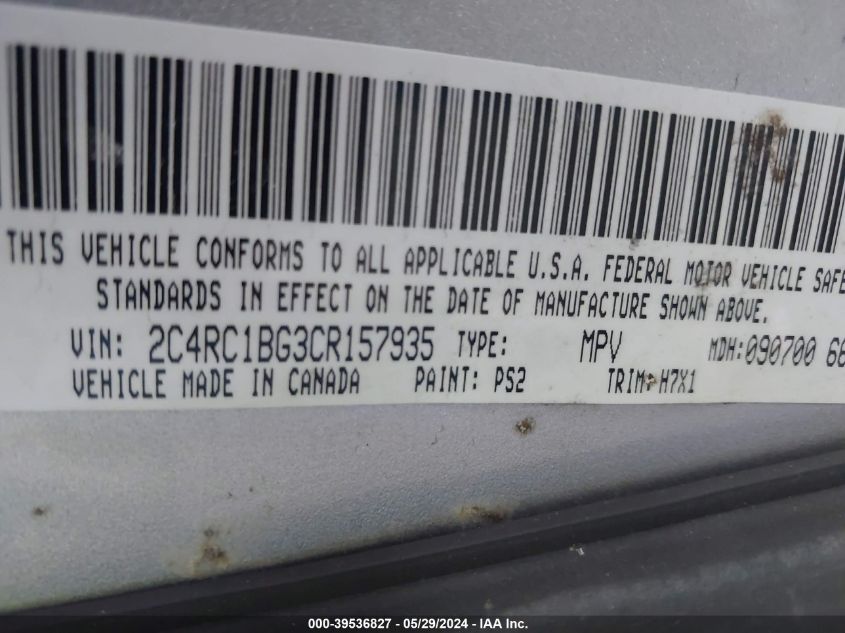 THIS VEHICLE CONFORMS TO ALL APPLICABLE U.S.A. FEDERAL MOTOR VEHICLE SAFE
STANDARDS IN EFFECT ON THE DATE OF MANUFACTURE SHOWN ABOVE.
VIN: 2C4RC1BG3CR157935 TYPE: MPV MDH:090700 66
VEHICLE MADE IN CANADA PAINT: PS2 TRIM: H7X1
000-39536827 / 05/29/2024 / IAA Inc.